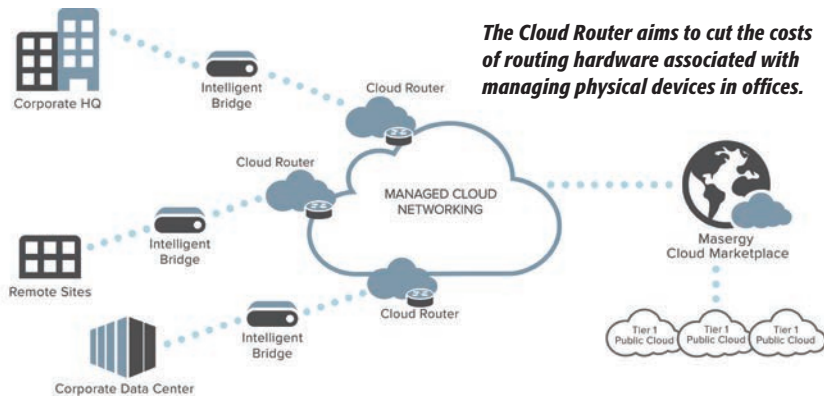 The Cloud Router aims to cut the costs
of routing hardware associated with
managing physical devices in offices.
Corporate HQ
Intelligent
Bridge
Cloud Router
Cloud Router
MANAGED CLOUD
NETWORKING
Intelligent
Bridge
Remote Sites
Masergy
Cloud Marketplace
Cloud Router
Intelligent
Bridge
Corporate Data Center
Tier 1
Public Cloud
Tier 1
Public Cloud
Tier 1
Public Cloud